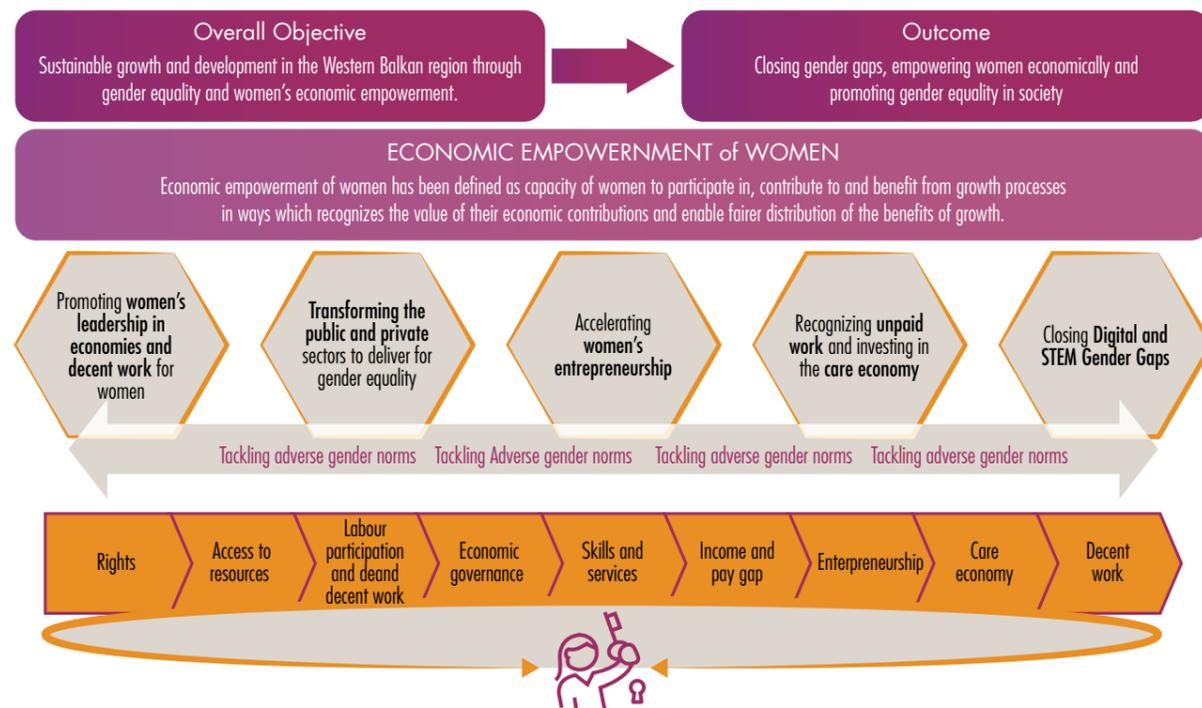 Overall Objective
Sustainable growth and development in the Western Balkan region through
gender equality and women's economic empowerment.
Outcome
Closing gender gaps, empowering women economically and
promoting gender equality in society
ECONOMIC EMPOWERNMENT of WOMEN
Economic empowerment of women has been defined as capacity of women to participate in, contribute to and benefit from growth processes
in ways which recognizes the value of their economic contributions and enable fairer distribution of the benefits of growth.
Promoting women's
leadership in
economies and
decent work for
women
Transforming the
public and private
sectors to deliver for
gender equality
Accelerating
women's
entrepreneurship
Recognizing unpaid
work and investing in
the care economy
Closing Digital and
STEM Gender Gaps
Tackling adverse gender norms
Tackling Adverse gender norms
Tackling adverse gender norms
Tackling adverse gender norms
Rights
Access to
resources
Labour
participation
and deand
decent work
Economic
governance
Skills and
services
Income and
pay gap
Enterpreneurship
Care
economy
Decent
work